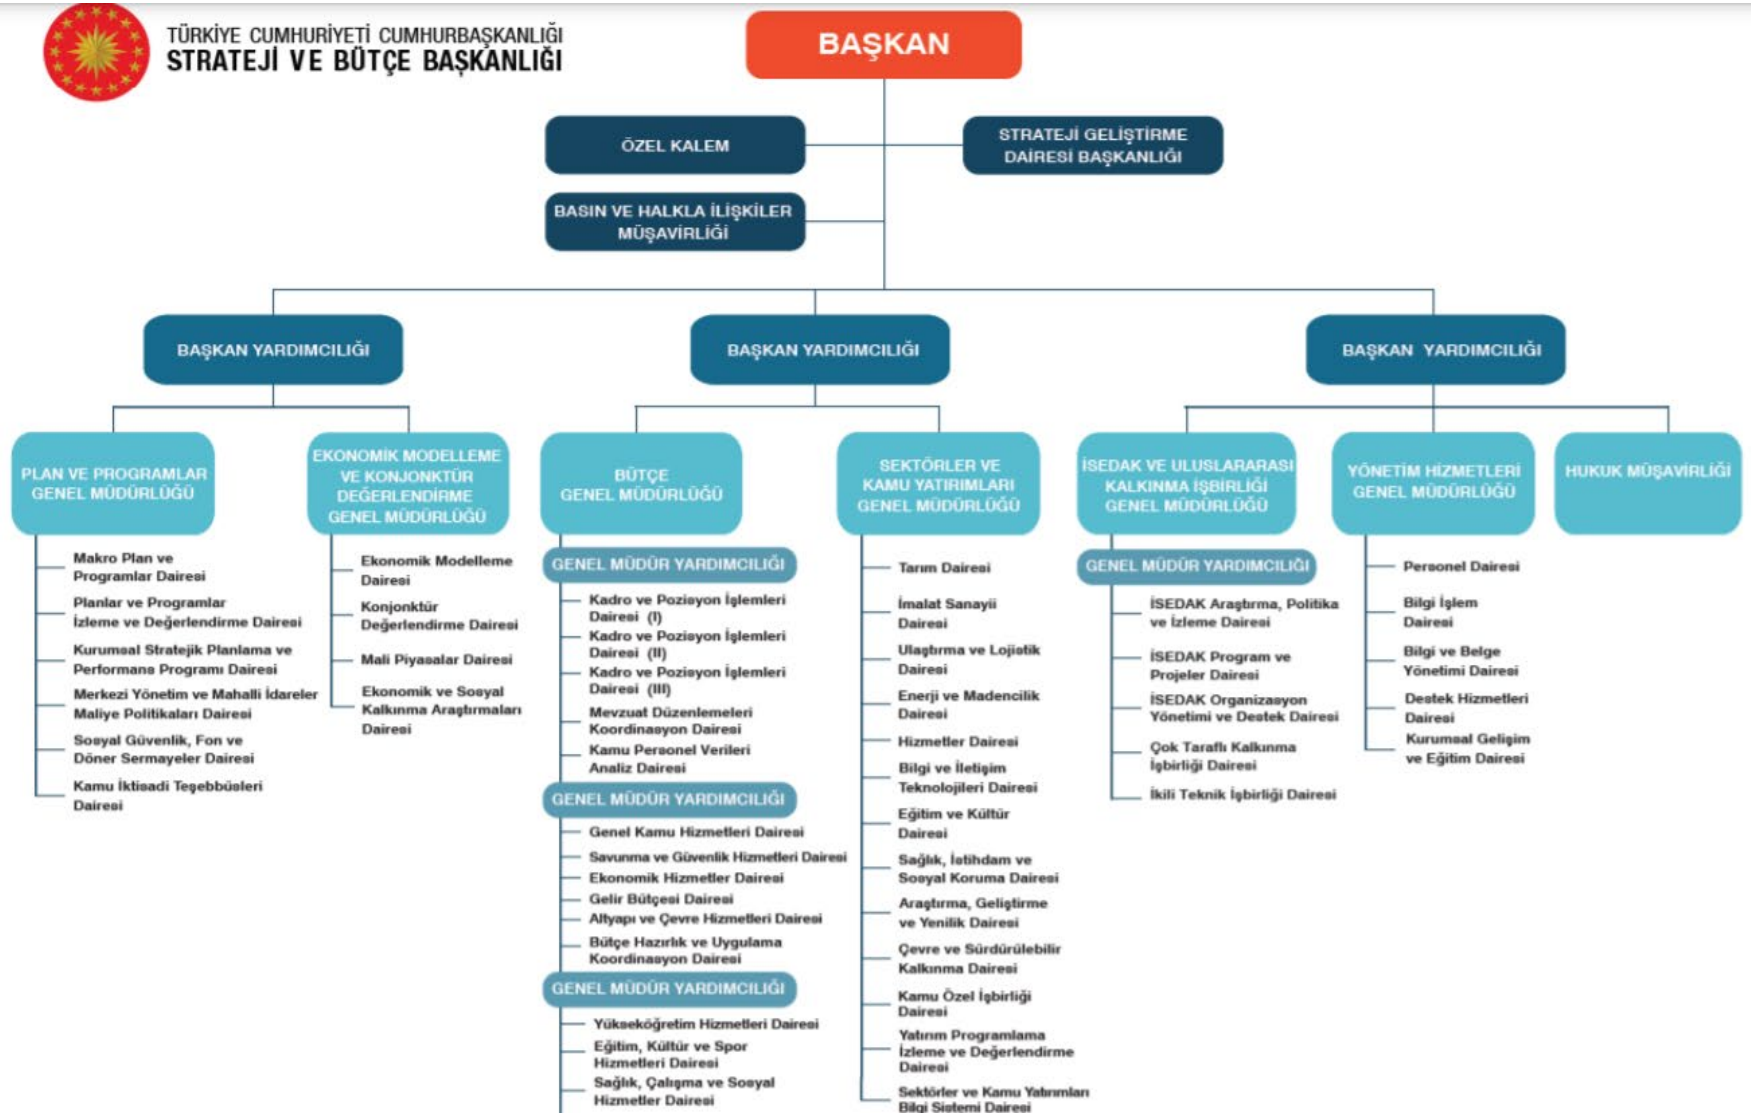 TÜRKİYE CUMHURİYETİ CUMHURBAŞKANLIĞI
STRATEJİ VE BÜTÇE BAŞKANLIĞI
BAŞKAN
ÖZEL KALEM
STRATEJİ GELİŞTİRME
DAİRESİ BAŞKANLIĞI
BASIN VE HALKLA İLİŞKİLER
MÜŞAVİRLİĞİ
BAŞKAN YARDIMCILIĞI
BAŞKAN YARDIMCILIĞI
BAŞKAN YARDIMCILIĞI
PLAN VE PROGRAMLAR
GENEL MÜDÜRLÜĞÜ
Makro Plan ve
Programlar Dairesi
Planlar ve Programlar
İzleme ve Değerlendirme Dairesi
Kurumsal Stratejik Planlama ve
Performans Programı Dairesi
Merkezi Yönetim ve Mahalli İdareler
Maliye Politikaları Dairesi
Sosyal Güvenlik, Fon ve
Döner Sermayeler Dairesi
Kamu İktisadi Teşebbüsleri
Dairesi
EKONOMİK MODELLEME
VE KONJONKTÜR
DEĞERLENDİRME
GENEL MÜDÜRLÜĞÜ
Ekonomik Modelleme
Dairesi
Konjonktür
Değerlendirme Dairesi
Mali Piyasalar Dairesi
Ekonomik ve Sosyal
Kalkınma Araştırmaları
Dairesi
BÜTÇE
GENEL MÜDÜRLÜĞÜ
GENEL MÜDÜR YARDIMCILIĞI
Kadro ve Pozisyon İşlemleri
Dairesi (I)
Kadro ve Pozisyon İşlemleri
Dairesi (II)
Kadro ve Pozisyon İşlemleri
Dairesi (III)
Mevzuat Düzenlemeleri
Koordinasyon Dairesi
Kamu Personel Verileri
Analiz Dairesi
GENEL MÜDÜR YARDIMCILIĞI
Genel Kamu Hizmetleri Dairesi
Savunma ve Güvenlik Hizmetleri Dairesi
Ekonomik Hizmetler Dairesi
Gelir Bütçesi Dairesi
Altyapı ve Çevre Hizmetleri Dairesi
Bütçe Hazırlık ve Uygulama
Koordinasyon Dairesi
GENEL MÜDÜR YARDIMCILIĞI
Yükseköğretim Hizmetleri Dairesi
Eğitim, Kültür ve Spor
Hizmetleri Dairesi
Sağlık, Çalışma ve Sosyal
Hizmetler Dairesi
SEKTÖRLER VE
KAMU YATIRIMLARI
GENEL MÜDÜRLÜĞÜ
Tarım Dairesi
İmalat Sanayii
Dairesi
Ulaştırma ve Lojistik
Dairesi
Enerji ve Madencilik
Dairesi
Hizmetler Dairesi
Bilgi ve İletişim
Teknolojileri Dairesi
Eğitim ve Kültür
Dairesi
Sağlık, İstihdam ve
Sosyal Koruma Dairesi
Araştırma, Geliştirme
ve Yenilik Dairesi
Çevre ve Sürdürülebilir
Kalkınma Dairesi
Kamu Özel İşbirliği
Dairesi
Yatırım Programlama
İzleme ve Değerlendirme
Dairesi
Sektörler ve Kamu Yatırımları
Bilgi Sistemi Dairesi
İSEDAK VE ULUSLARARASI
KALKINMA İŞBİRLİĞİ
GENEL MÜDÜRLÜĞÜ
GENEL MÜDÜR YARDIMCILIĞI
İSEDAK Araştırma, Politika
ve İzleme Dairesi
İSEDAK Program ve
Projeler Dairesi
İSEDAK Organizasyon
Yönetimi ve Destek Dairesi
Çok Taraflı Kalkınma
İşbirliği Dairesi
İkili Teknik İşbirliği Dairesi
YÖNETİM HİZMETLERİ
GENEL MÜDÜRLÜĞÜ
Personel Dairesi
Bilgi İşlem
Dairesi
Bilgi ve Belge
Yönetimi Dairesi
Destek Hizmetleri
Dairesi
Kurumsal Gelişim
ve Eğitim Dairesi
HUKUK MÜŞAVİRLİĞİ